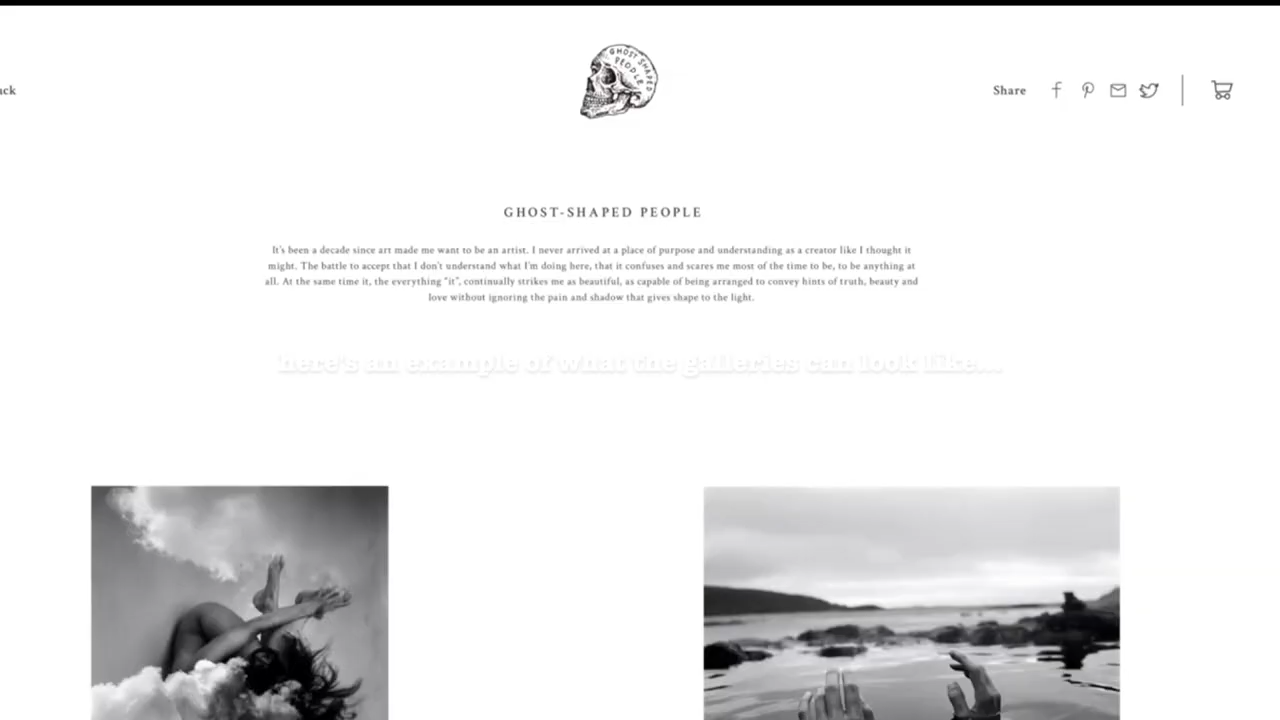 GHOST SHAPED
PEOPLE
Share
GHOST-SHAPED PEOPLE
It's been a decade since art made me want to be an artist. I never arrived at a place of purpose and understanding as a creator like I thought it
might. The battle to accept that I don't understand what I'm doing here, that it confuses and scares me most of the time to be, to be anything at
all. At the same time it, the everything "it", continually strikes me as beautiful, as capable of being arranged to convey hints of truth, beauty and
love without ignoring the pain and shadow that gives shape to the light.
here's an example of what the galleries can look like...